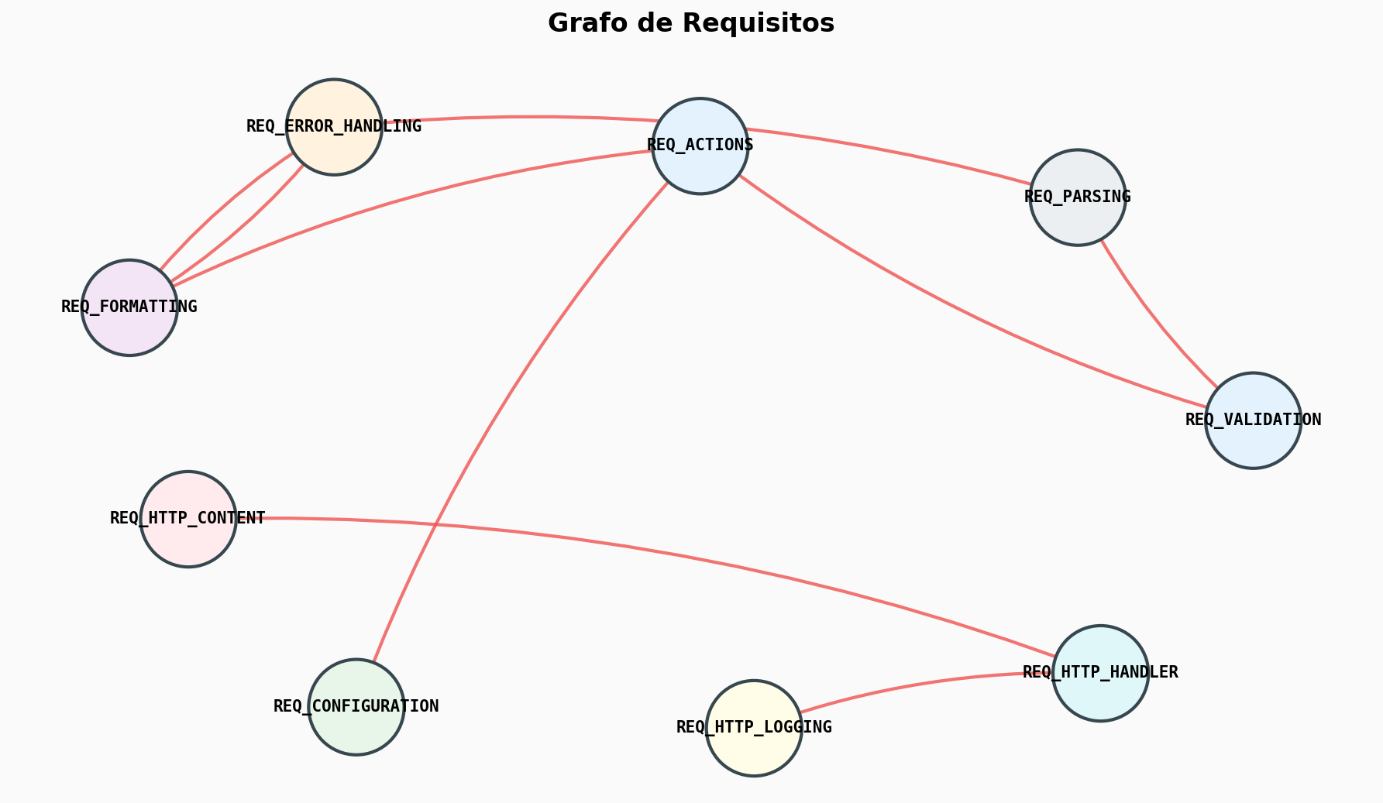 Grafo de Requisitos
REQ_ERROR_HANDLING
REQ_ACTIONS
REQ_PARSING
REQ_FORMATTING
REQ_VALIDATION
REQ_HTTP_CONTENT
REQ_HTTP_HANDLER
REQ_CONFIGURATION
REQ_HTTP_LOGGING